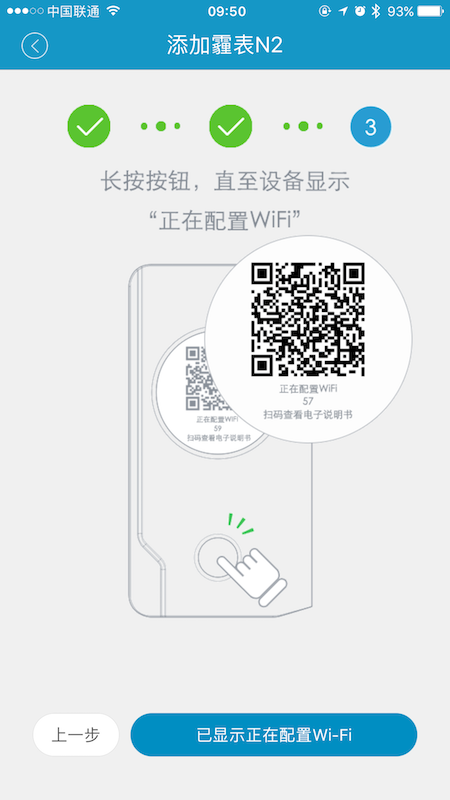 中国联通 09:50 93%
添加霾表N2
3
长按按钮，直至设备显示
“正在配置WiFi”
正在配置WiFi
57
扫码查看电子说明书
正在配置WiFi
59
扫码查看电子说明书
上一步 已显示正在配置Wi-Fi